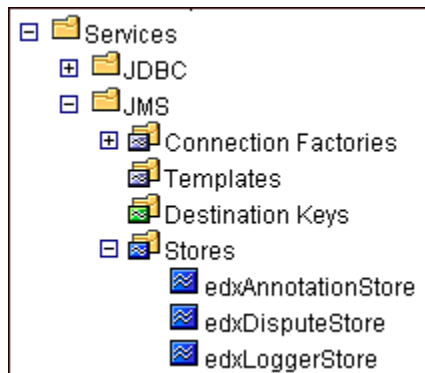 Services
JDBC
JMS
Connection Factories
Templates
Destination Keys
Stores
edxAnnotationStore
edxDisputeStore
edxLoggerStore